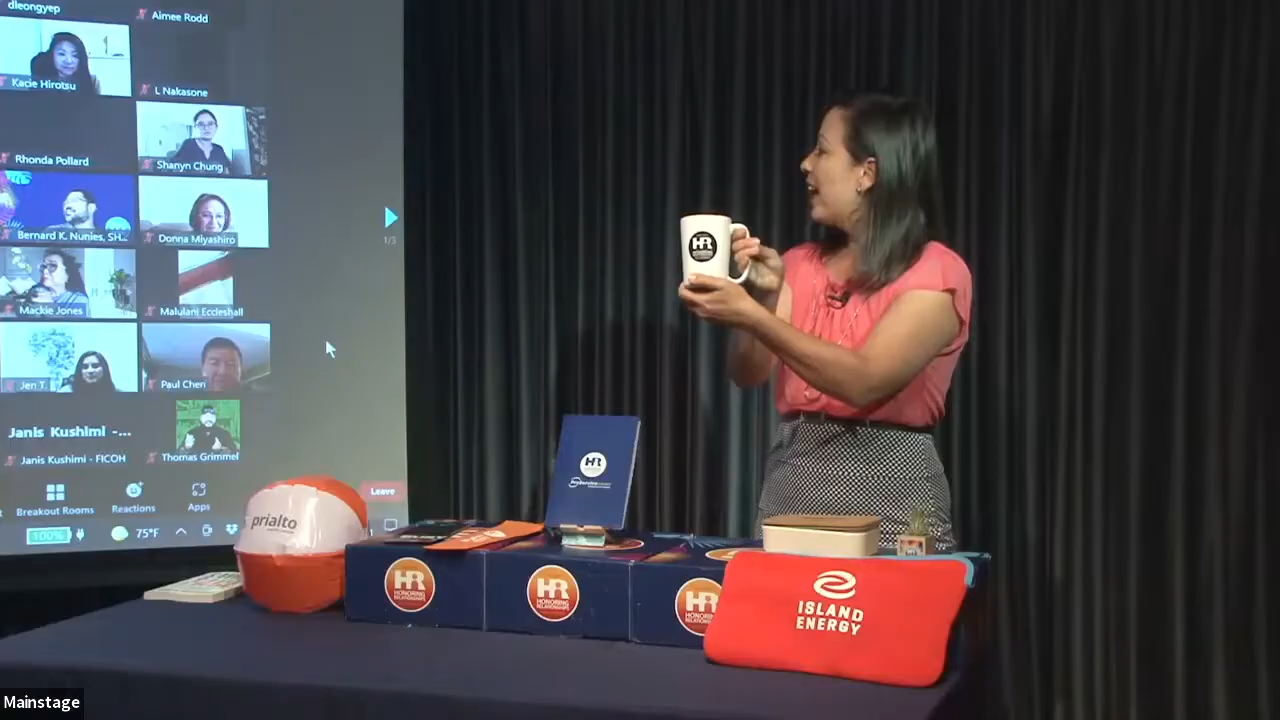 dleongyep
Aimee Rodd
Kacie Hirotsu
L Nakasone
Rhonda Pollard
Shanyn Chung
Bernard K. Nunies, SH...
Donna Miyashiro
1/3
Mackie Jones
Malulani Eccleshall
Jen T.
Paul Chen
Janis Kushimi -...
Janis Kushimi - FICOH
Thomas Grimmel
Breakout Rooms
Reactions
Apps
Leave
100%
75°F
prialto
HR
HR
HR
HONORING
RELATIONSHIPS
HR
HONORING
RELATIONSHIPS
HR
HONORING
ISLAND
ENERGY
Mainstage